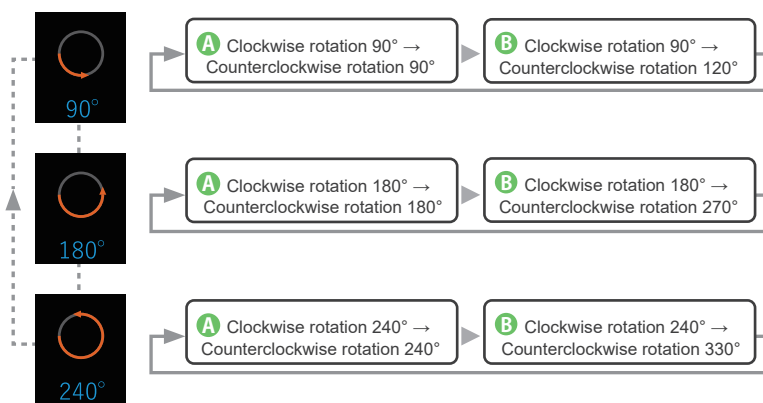 90°
A Clockwise rotation 90° →
Counterclockwise rotation 90°
B Clockwise rotation 90° →
Counterclockwise rotation 120°
180°
A Clockwise rotation 180° →
Counterclockwise rotation 180°
B Clockwise rotation 180° →
Counterclockwise rotation 270°
240°
A Clockwise rotation 240° →
Counterclockwise rotation 240°
B Clockwise rotation 240° →
Counterclockwise rotation 330°